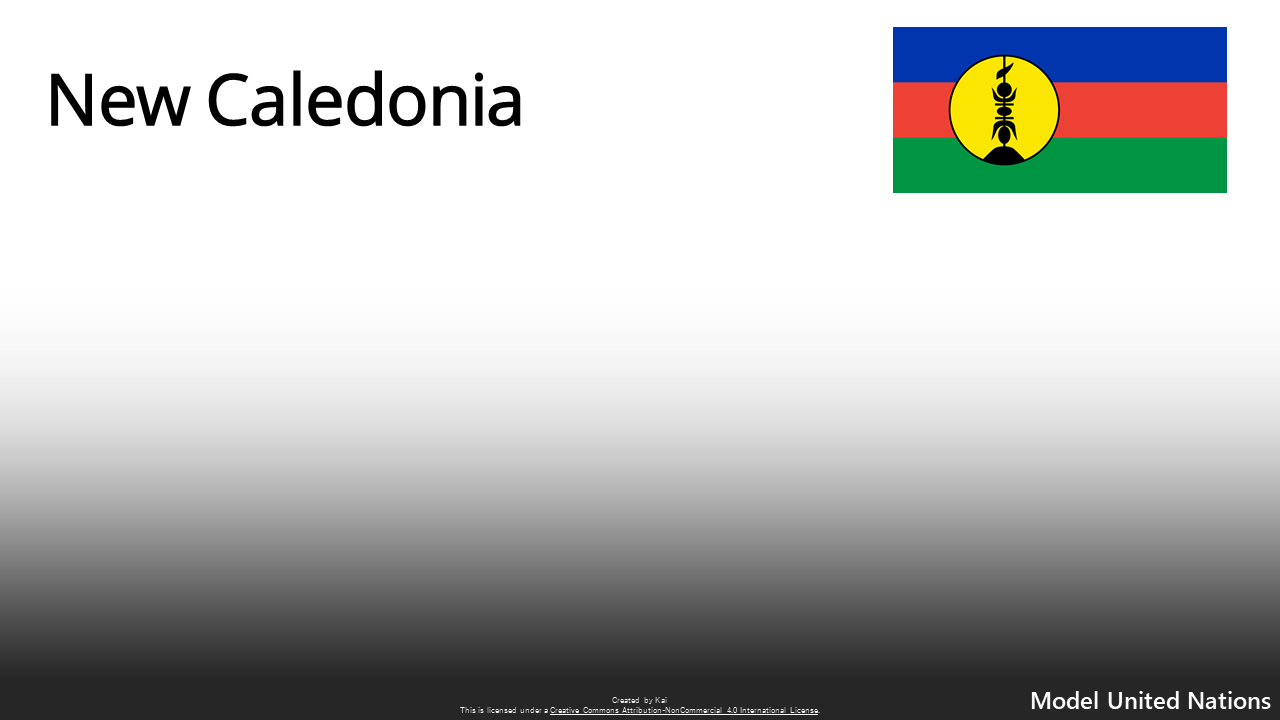 New Caledonia
Created by Kai
This is licensed under a Creative Commons Attribution-NonCommercial 4.0 International License.
Model United Nations